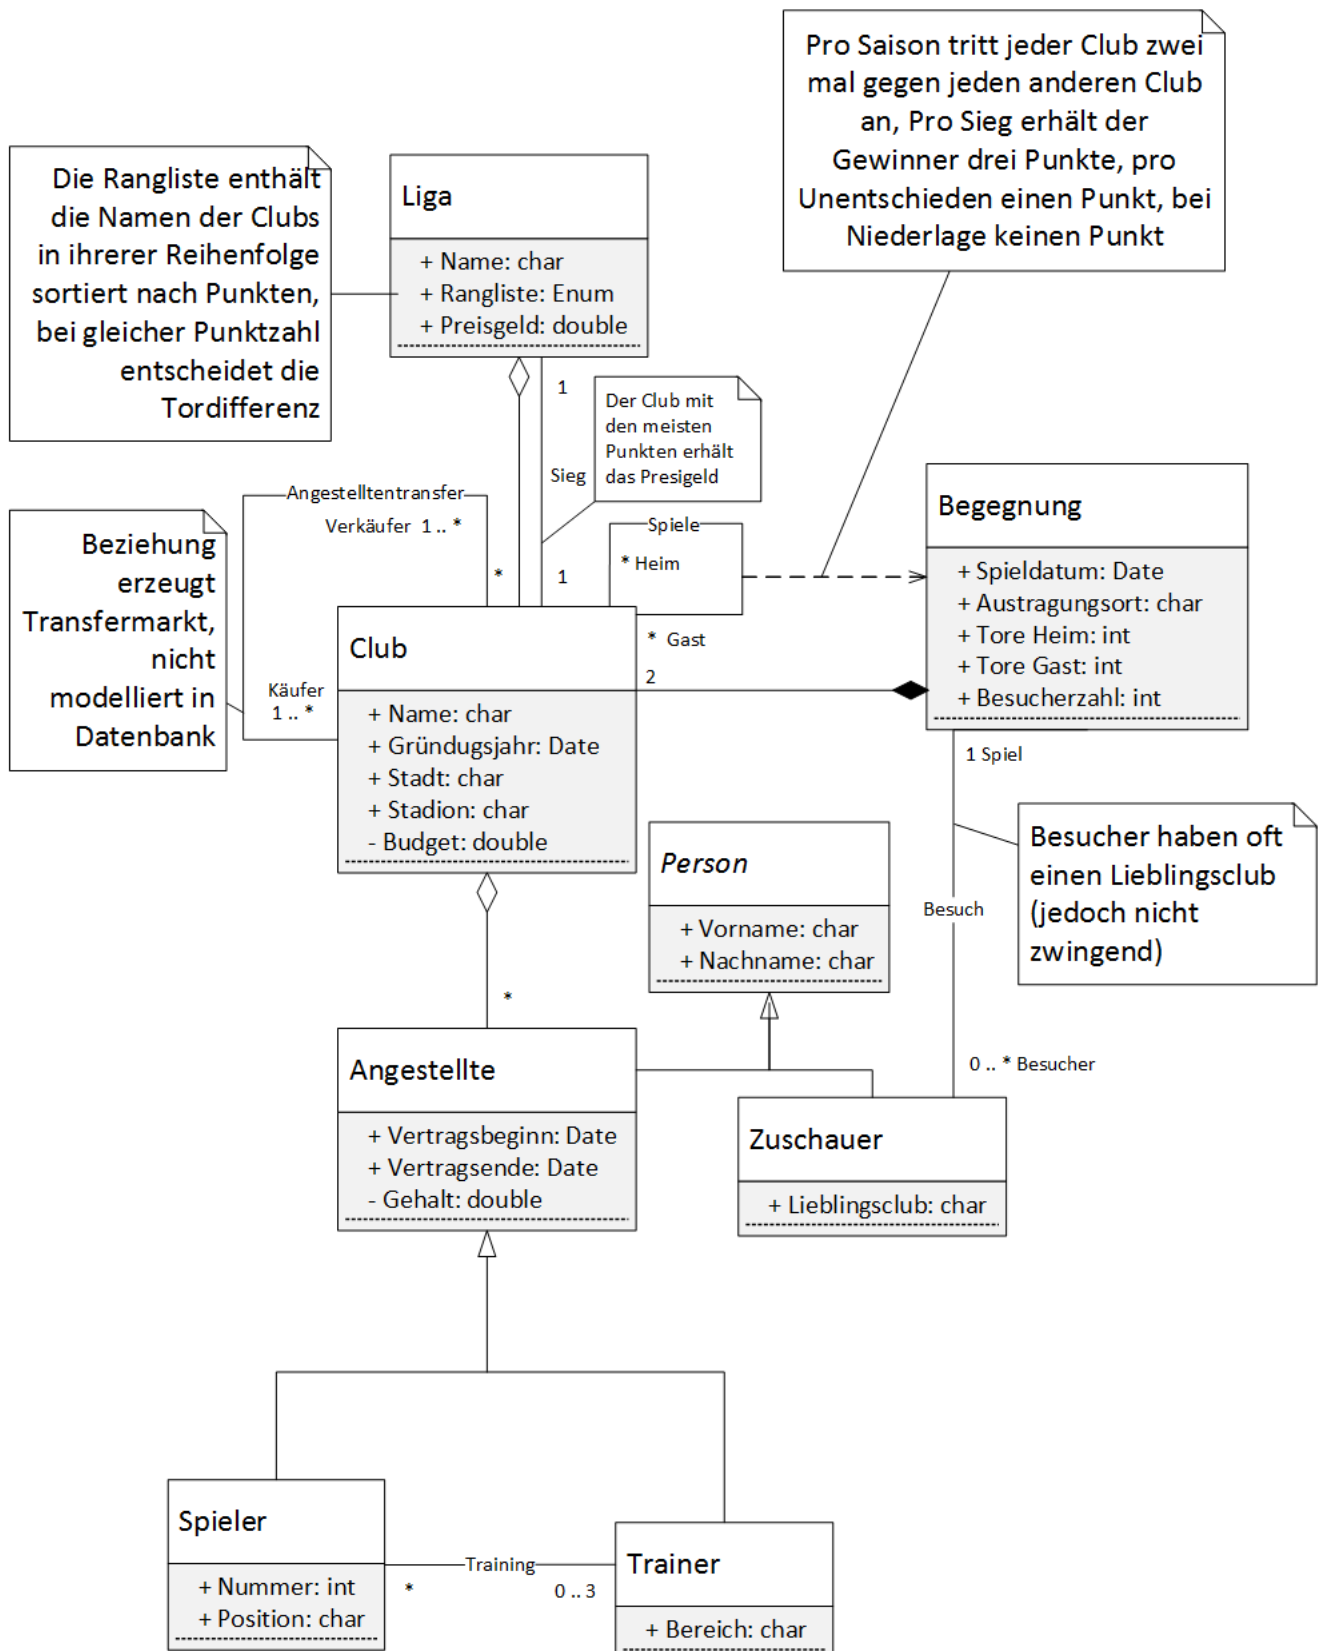 Pro Saison tritt jeder Club zwei
mal gegen jeden anderen Club
an, Pro Sieg erhält der
Gewinner drei Punkte, pro
Unentschieden einen Punkt, bei
Niederlage keinen Punkt
Die Rangliste enthält
die Namen der Clubs
in ihrerer Reihenfolge
sortiert nach Punkten,
bei gleicher Punktzahl
entscheidet die
Tordifferenz
Liga
+ Name: char
+ Rangliste: Enum
+ Preisgeld: double
1
Sieg
1
*
Der Club mit
den meisten
Punkten erhält
das Presigeld
Angestelltentransfer
Verkäufer 1 .. *
Käufer
1 .. *
Beziehung
erzeugt
Transfermarkt,
nicht
modelliert in
Datenbank
Spiele
* Heim
* Gast
2
Begegnung
+ Spieldatum: Date
+ Austragungsort: char
+ Tore Heim: int
+ Tore Gast: int
+ Besucherzahl: int
Club
+ Name: char
+ Gründugsjahr: Date
+ Stadt: char
+ Stadion: char
- Budget: double
1 Spiel
Besucher haben oft
einen Lieblingsclub
(jedoch nicht
zwingend)
Besuch
0 .. * Besucher
Person
+ Vorname: char
+ Nachname: char
*
Angestellte
+ Vertragsbeginn: Date
+ Vertragsende: Date
- Gehalt: double
Zuschauer
+ Lieblingsclub: char
Spieler
+ Nummer: int
+ Position: char
Training
*
0 .. 3
Trainer
+ Bereich: char